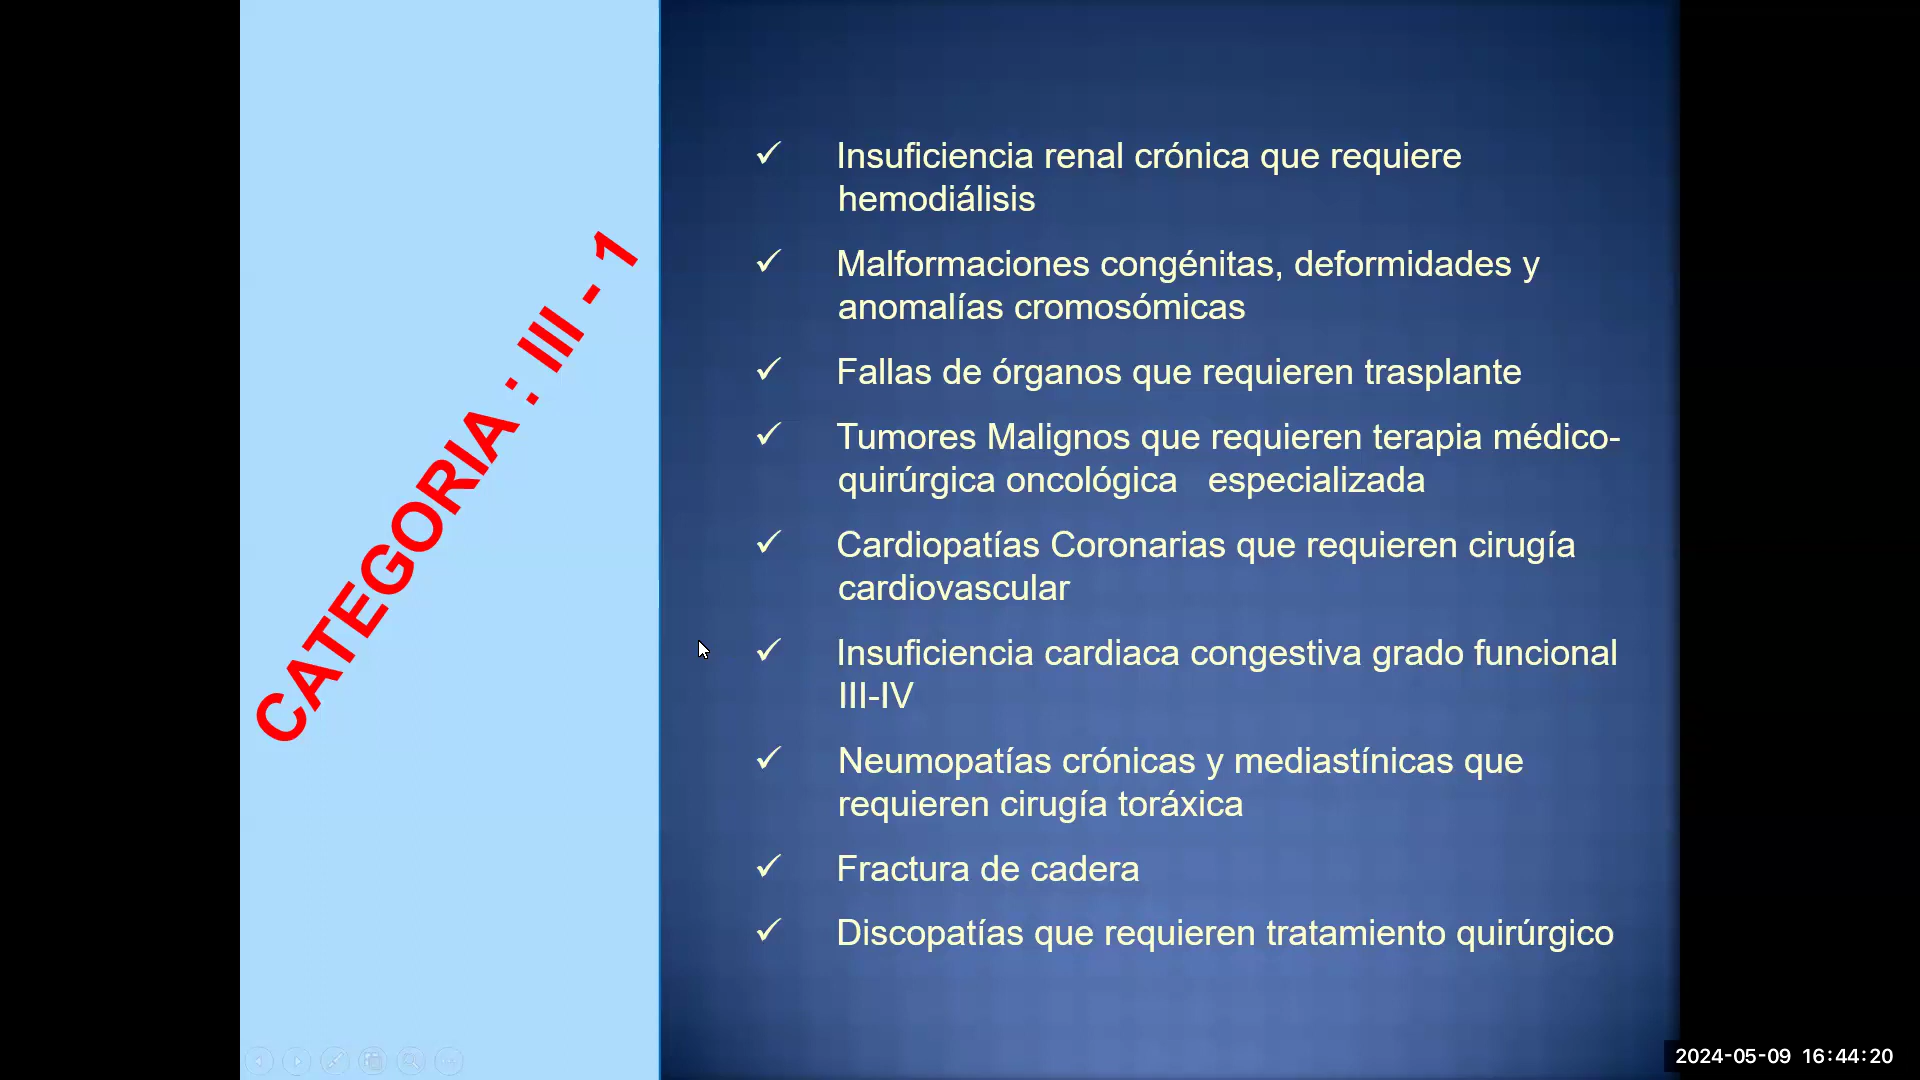 CATEGORIA : III - 1
✓ Insuficiencia renal crónica que requiere
hemodiálisis
✓ Malformaciones congénitas, deformidades y
anomalías cromosómicas
✓ Fallas de órganos que requieren trasplante
✓ Tumores Malignos que requieren terapia médico-
quirúrgica oncológica   especializada
✓ Cardiopatías Coronarias que requieren cirugía
cardiovascular
✓ Insuficiencia cardiaca congestiva grado funcional
III-IV
✓ Neumopatías crónicas y mediastínicas que
requieren cirugía toráxica
✓ Fractura de cadera
✓ Discopatías que requieren tratamiento quirúrgico
2024-05-09 16:44:20